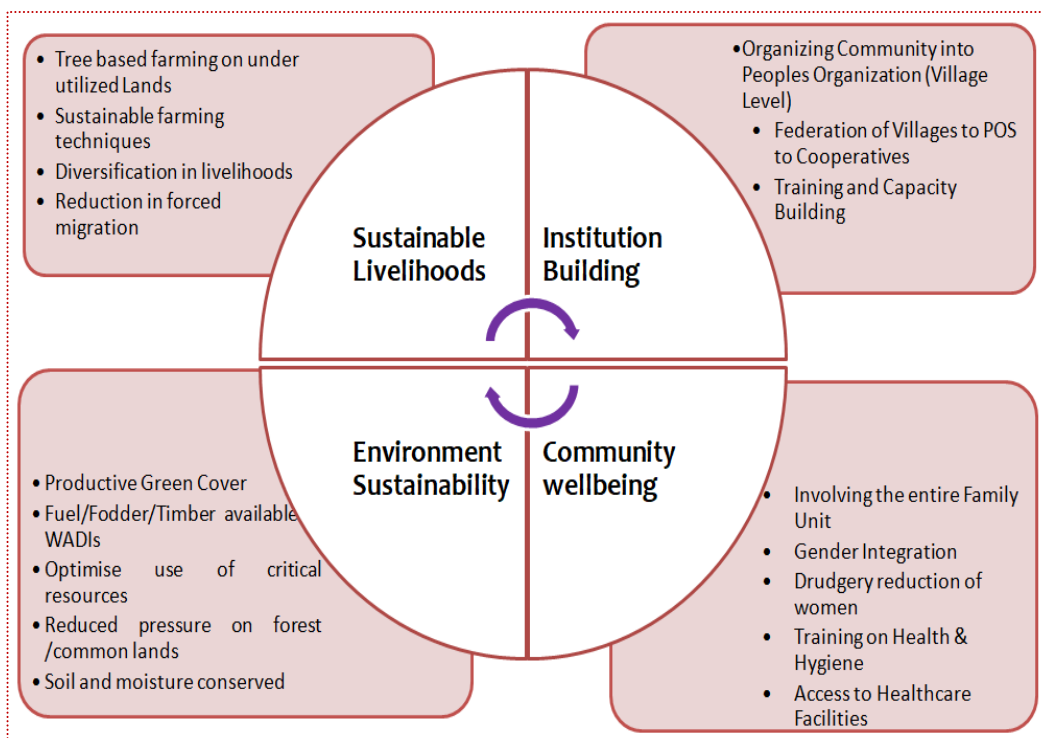 • Tree based farming on under
utilized Lands
• Sustainable farming
techniques
• Diversification in livelihoods
• Reduction in forced
migration
•Organizing Community into
Peoples Organization (Village
Level)
• Federation of Villages to POS
to Cooperatives
• Training and Capacity
Building
Sustainable
Livelihoods
Institution
Building
Environment
Sustainability
Community
wellbeing
• Productive Green Cover
• Fuel/Fodder/Timber available
WADIs
• Optimise use of critical
resources
• Reduced pressure on forest
/common lands
• Soil and moisture conserved
• Involving the entire Family
Unit
• Gender Integration
• Drudgery reduction of
women
• Training on Health &
Hygiene
• Access to Healthcare
Facilities